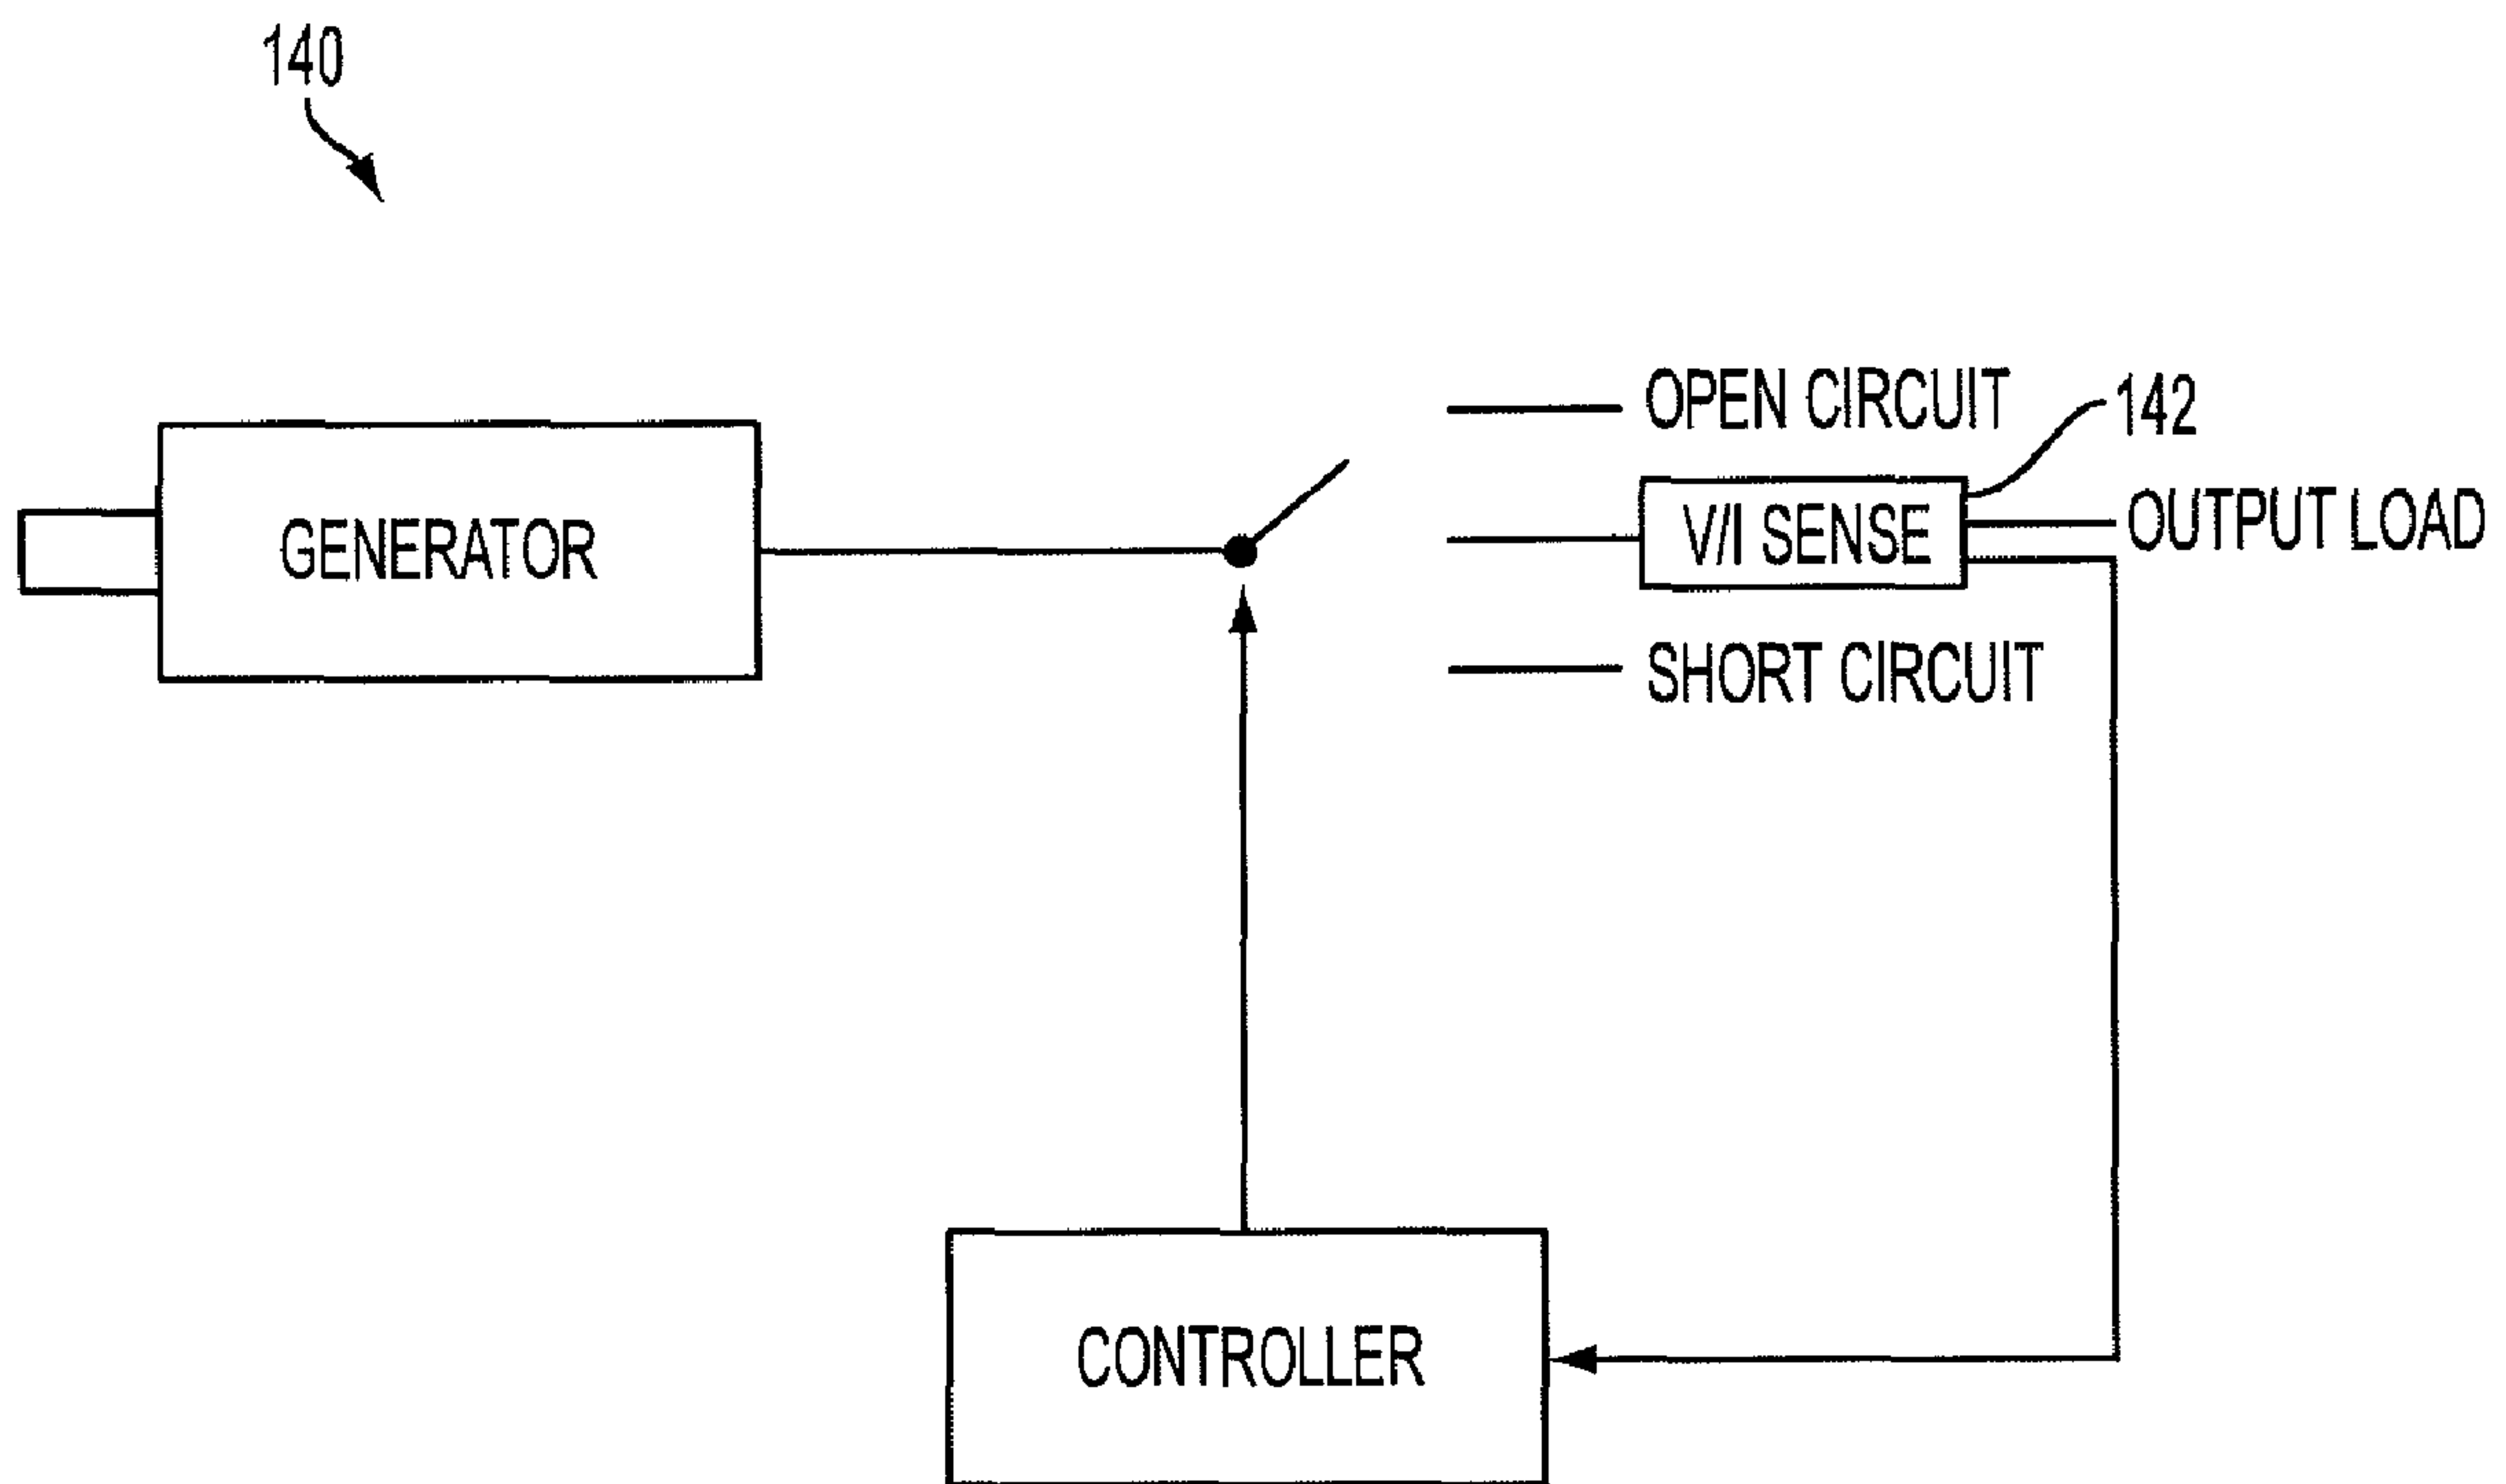 140
OPEN CIRCUIT
142
GENERATOR
V/I SENSE
OUTPUT LOAD
SHORT CIRCUIT
CONTROLLER